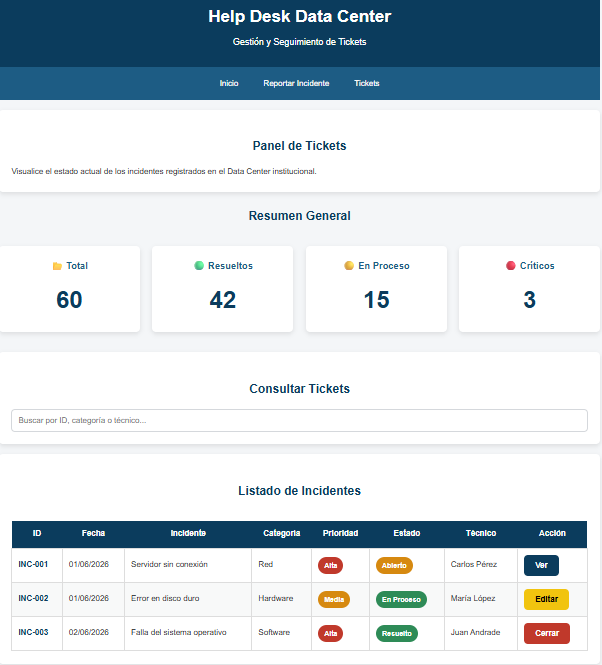 Help Desk Data Center
Gestión y Seguimiento de Tickets
Inicio Reportar Incidente Tickets
Panel de Tickets
Visualice el estado actual de los incidentes registrados en el Data Center institucional.
Resumen General
Total Resueltos En Proceso Críticos
60 42 15 3
Consultar Tickets
Buscar por ID, categoría o técnico...
Listado de Incidentes
ID Fecha Incidente Categoría Prioridad Estado Técnico Acción
INC-001 01/06/2026 Servidor sin conexión Red Alta Abierto Carlos Pérez Ver
INC-002 01/06/2026 Error en disco duro Hardware Media En Proceso María López Editar
INC-003 02/06/2026 Falla del sistema operativo Software Alta Resuelto Juan Andrade Cerrar